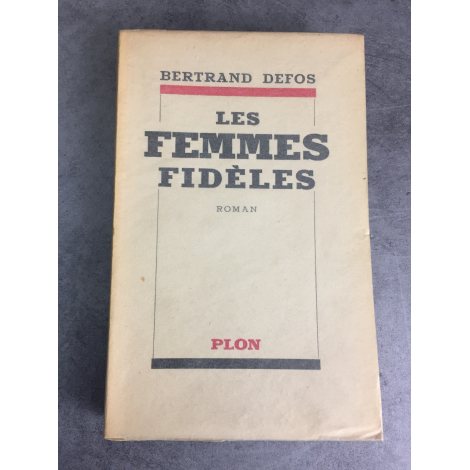 BERTRAND DEFOS
LES
FEMMES
FIDÈLES
ROMAN
PLON